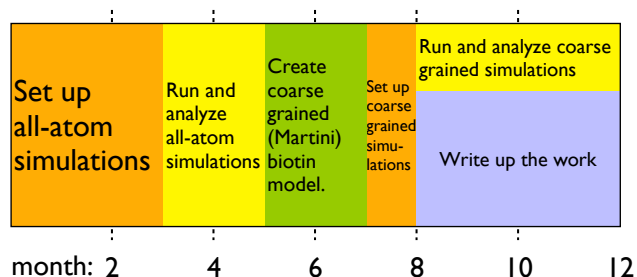 Set up
all-atom
simulations
Run and
analyze
all-atom
simulations
Create
coarse
grained
(Martini)
biotin
model.
Set up
coarse
grained
simu-
lations
Run and analyze coarse
grained simulations
Write up the work
month: 2 4 6 8 10 12